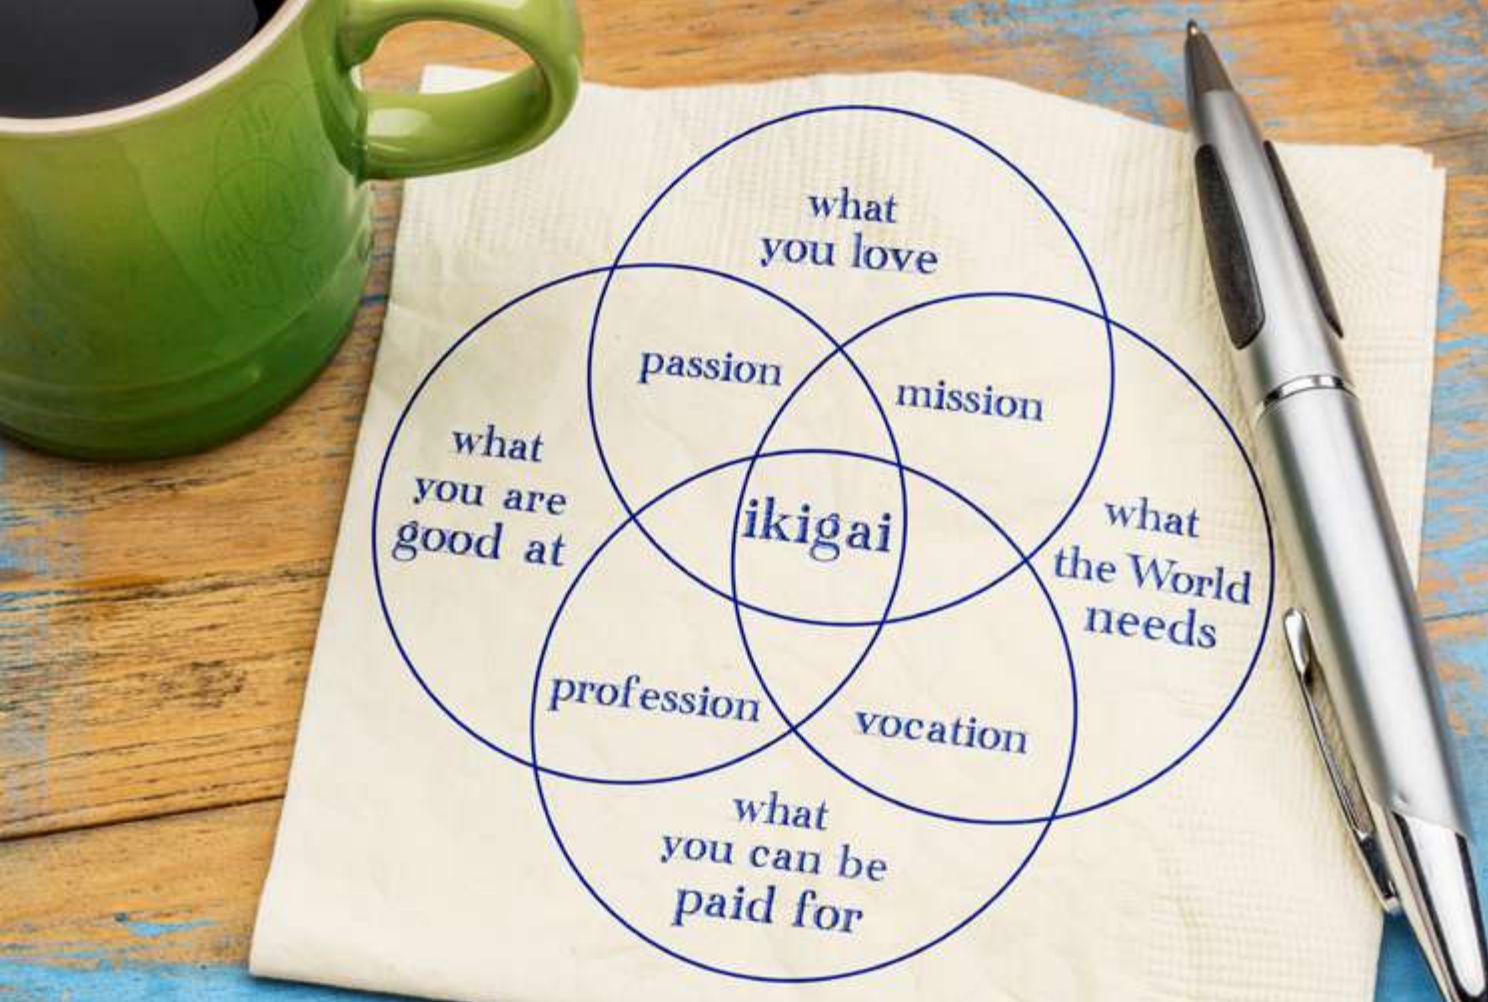 what
you love
passion
mission
what
you are
good at
ikigai
what
the World
needs
profession
vocation
what
you can be
paid for